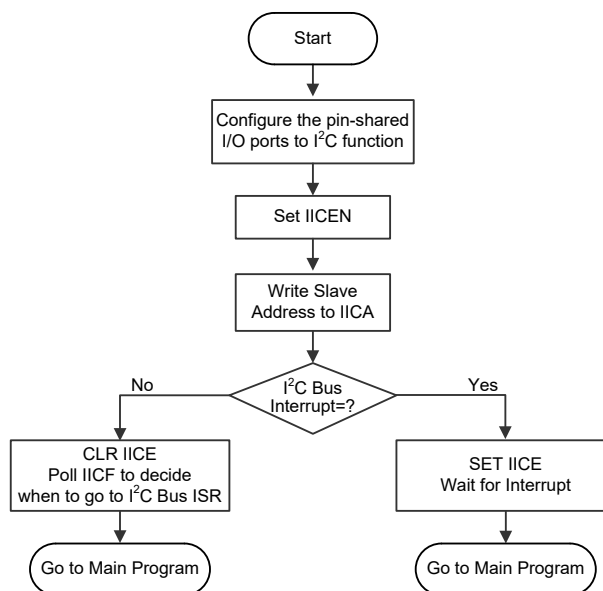 Start
Configure the pin-shared
I/O ports to I²C function
Set IICEN
Write Slave
Address to IICA
I²C Bus
Interrupt=?
No
Yes
CLR IICE
Poll IICF to decide
when to go to I²C Bus ISR
SET IICE
Wait for Interrupt
Go to Main Program
Go to Main Program